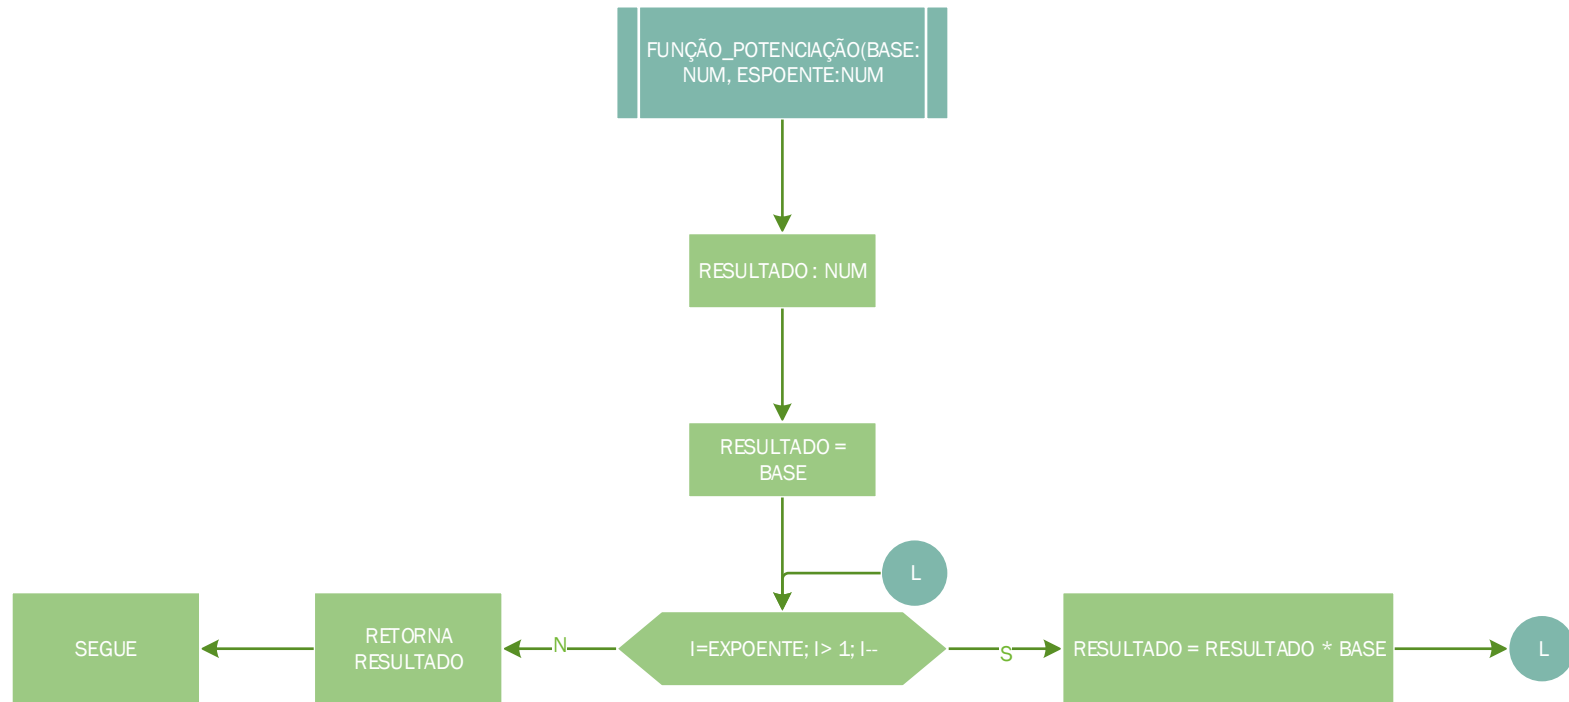 FUNÇÃO_POTENCIAÇÃO(BASE:
NUM, ESPOENTE:NUM
RESULTADO : NUM
RESULTADO =
BASE
L
SEGUE
RETORNA
RESULTADO
N
I=EXPOENTE; I> 1; I--
S
RESULTADO = RESULTADO * BASE
L